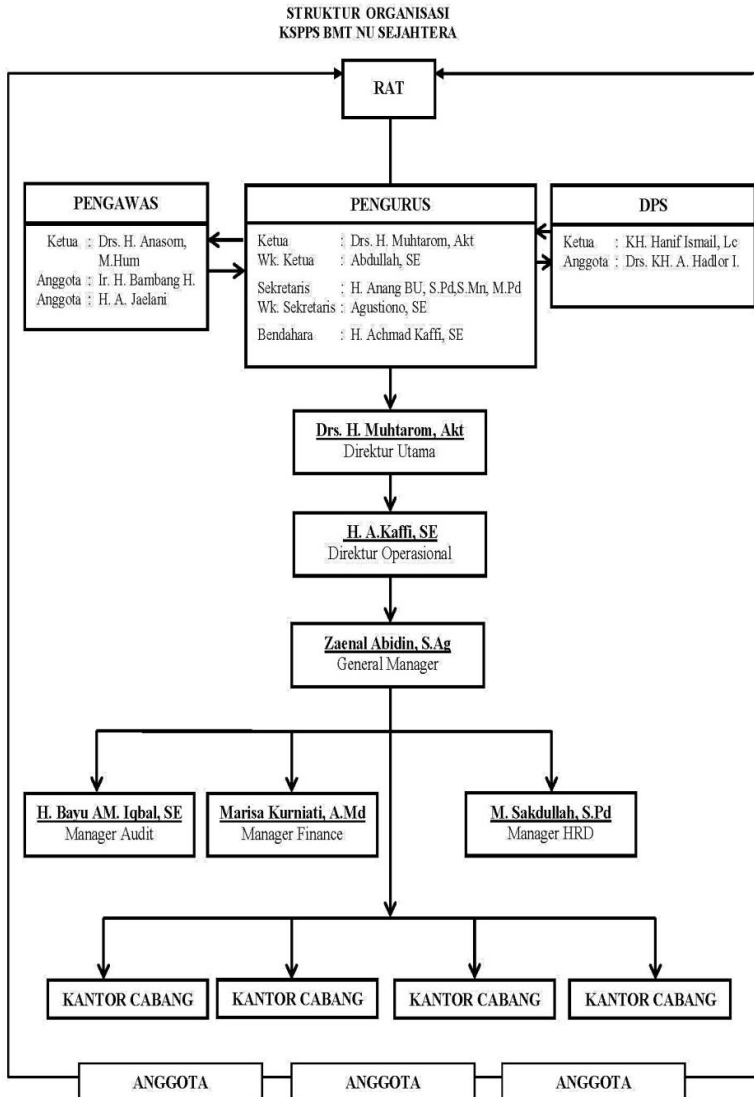 STRUKTUR ORGANISASI
KSPPS BMT NU SEJAHTERA
RAT
PENGAWAS
Ketua : Drs. H. Anasom,
M.Hum
Anggota : Ir. H. Bambang H.
Anggota : H. A. Jaelani
PENGURUS
Ketua : Drs. H. Muhtarom, Akt
Wk. Ketua : Abdullah, SE
Sekretaris : H. Anang BU, S.Pd,S.Mn, M.Pd
Wk. Sekretaris : Agustiono, SE
Bendahara : H. Achmad Kaffi, SE
DPS
Ketua : KH. Hanif Ismail, Lc
Anggota : Drs. KH. A. Hadlor I.
Drs. H. Muhtarom, Akt
Direktur Utama
H. A.Kaffi, SE
Direktur Operasional
Zaenal Abidin, S.Ag
General Manager
H. Bayu AM. Iqbal, SE
Manager Audit
Marisa Kurniati, A.Md
Manager Finance
M. Sakdullah, S.Pd
Manager HRD
KANTOR CABANG
KANTOR CABANG
KANTOR CABANG
KANTOR CABANG
ANGGOTA
ANGGOTA
ANGGOTA